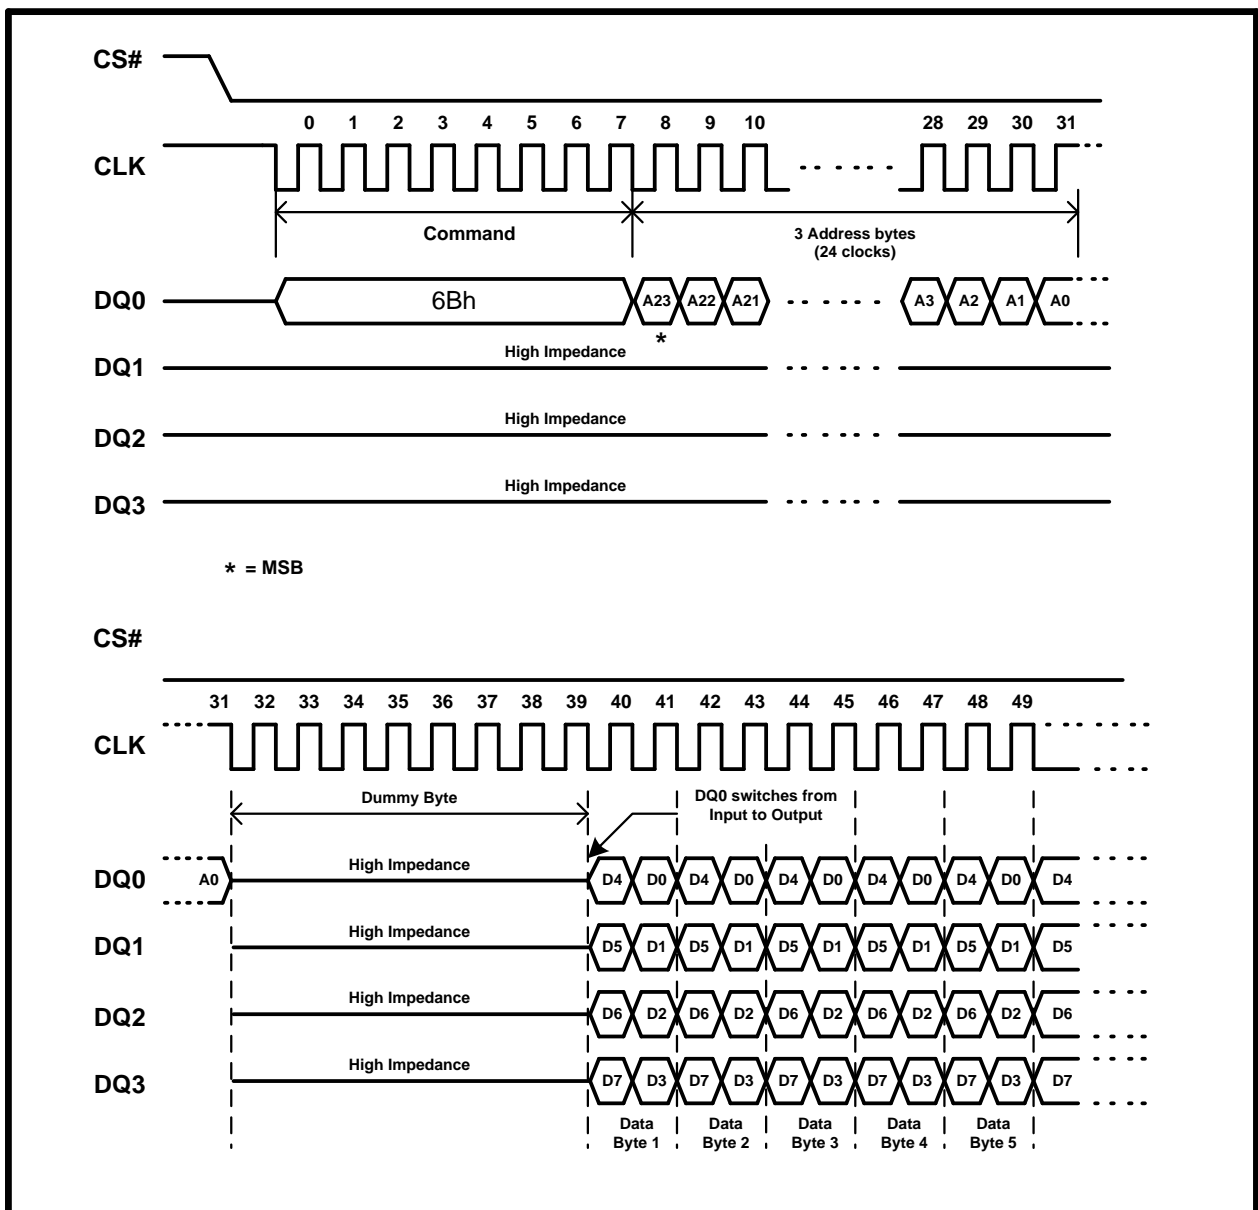 CS#
0 1 2 3 4 5 6 7 8 9 10 28 29 30 31
CLK
Command
3 Address bytes
(24 clocks)
DQ0 6Bh A23 A22 A21 A3 A2 A1 A0
*
High Impedance
DQ1
High Impedance
DQ2
High Impedance
DQ3
* = MSB
CS#
31 32 33 34 35 36 37 38 39 40 41 42 43 44 45 46 47 48 49
CLK
Dummy Byte
DQ0 switches from
Input to Output
High Impedance
DQ0 A0 D4 D0 D4 D0 D4 D0 D4 D0 D4 D0 D4
High Impedance
DQ1 D5 D1 D5 D1 D5 D1 D5 D1 D5 D1 D5
High Impedance
DQ2 D6 D2 D6 D2 D6 D2 D6 D2 D6 D2 D6
High Impedance
DQ3 D7 D3 D7 D3 D7 D3 D7 D3 D7 D3 D7
Data Data Data Data Data
Byte 1 Byte 2 Byte 3 Byte 4 Byte 5